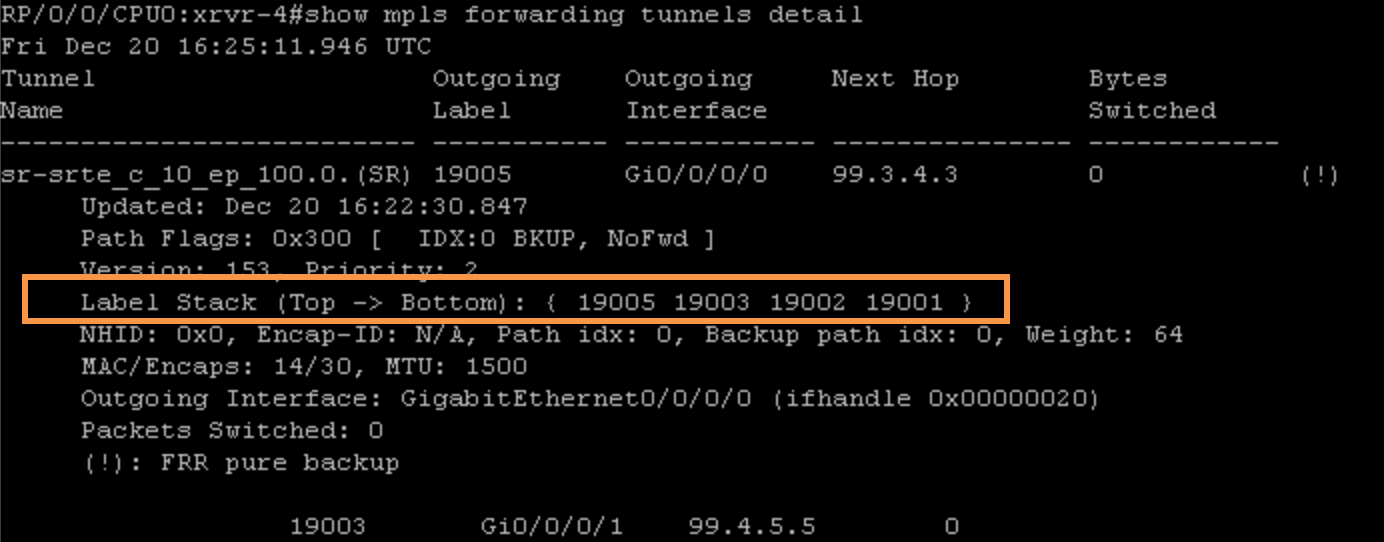 RP/0/0/CPU0:xrvr-4#show mpls forwarding tunnels detail
Fri Dec 20 16:25:11.946 UTC
Tunnel Outgoing Outgoing Next Hop Bytes
Name Label Interface Switched
------------------------- ----------- ------------ --------------- ------------
sr-srte_c_10_ep_100.0.(SR) 19005 Gi0/0/0/0 99.3.4.3 0 (!)
Updated: Dec 20 16:22:30.847
Path Flags: 0x300 [ IDX:0 BKUP, NoFwd ]
Version: 153, Priority: 2
Label Stack (Top -> Bottom): { 19005 19003 19002 19001 }
NHID: 0x0, Encap-ID: N/A, Path idx: 0, Backup path idx: 0, Weight: 64
MAC/Encaps: 14/30, MTU: 1500
Outgoing Interface: GigabitEthernet0/0/0/0 (ifhandle 0x00000020)
Packets Switched: 0
(!): FRR pure backup
19003 Gi0/0/0/1 99.4.5.5 0